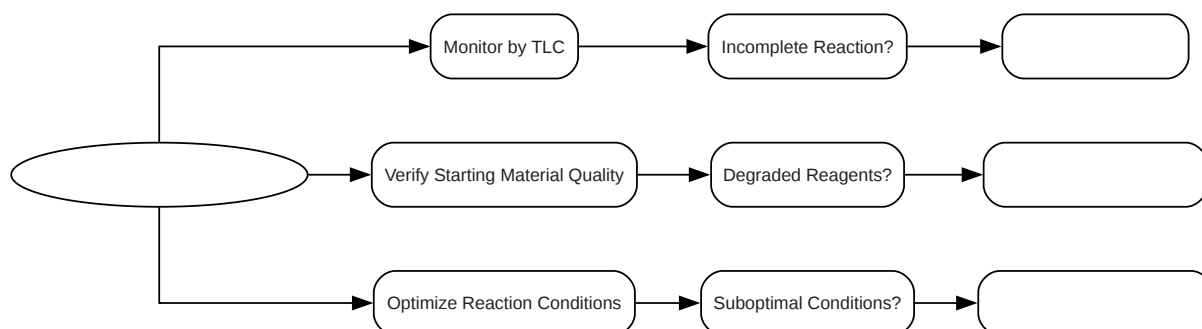 Monitor by TLC
Incomplete Reaction?
Verify Starting Material Quality
Degraded Reagents?
Optimize Reaction Conditions
Suboptimal Conditions?